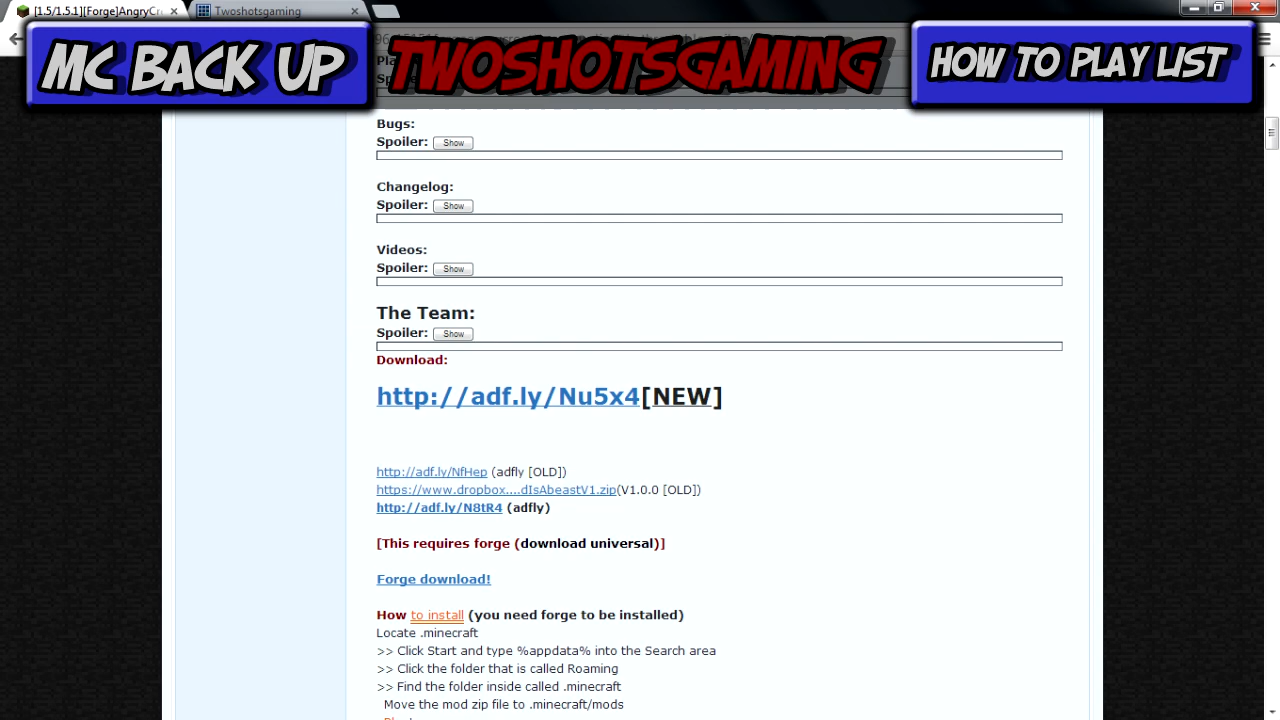 [1.5/1.5.1][Forge]AngryCre
Twoshotsgaming
MC BACK UP
TWOSHOTSGAMING
HOW TO PLAY LIST
Bugs:
Spoiler: Show
Changelog:
Spoiler: Show
Videos:
Spoiler: Show
The Team:
Spoiler: Show
Download:
http://adf.ly/Nu5x4[NEW]
http://adf.ly/NfHep (adfly [OLD])
https://www.dropbox....dIsAbeastV1.zip(V1.0.0 [OLD])
http://adf.ly/N8tR4 (adfly)
[This requires forge (download universal)]
Forge download!
How to install (you need forge to be installed)
Locate .minecraft
>> Click Start and type %appdata% into the Search area
>> Click the folder that is called Roaming
>> Find the folder inside called .minecraft
Move the mod zip file to .minecraft/mods